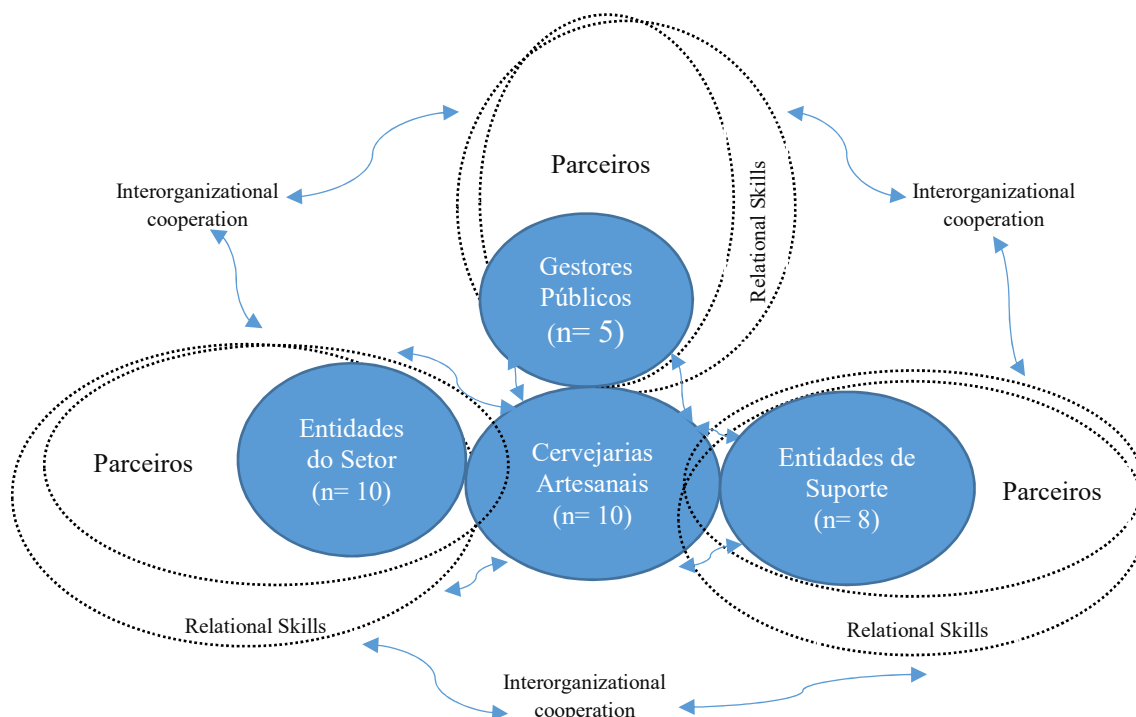 Parceiros
Relational Skills
Gestores
Públicos
(n= 5)
Interorganizational
cooperation
Interorganizational
cooperation
Parceiros
Entidades
do Setor
(n= 10)
Cervejarias
Artesanais
(n= 10)
Entidades de
Suporte
(n= 8)
Parceiros
Relational Skills
Relational Skills
Interorganizational
cooperation